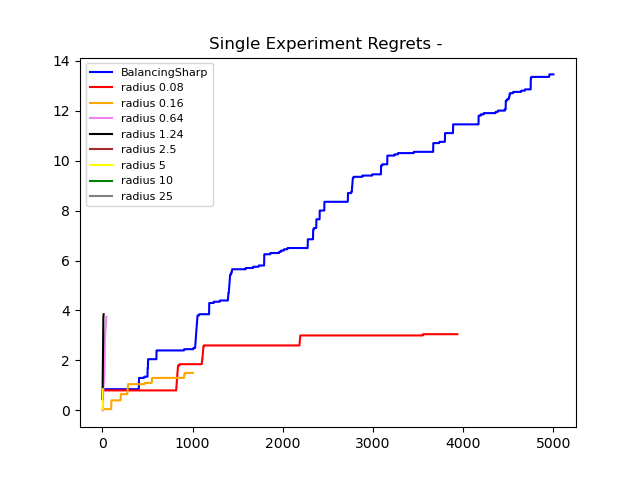 Single Experiment Regrets -
14
12
10
8
6
4
2
0
BalancingSharp
radius 0.08
radius 0.16
radius 0.64
radius 1.24
radius 2.5
radius 5
radius 10
radius 25
0 1000 2000 3000 4000 5000